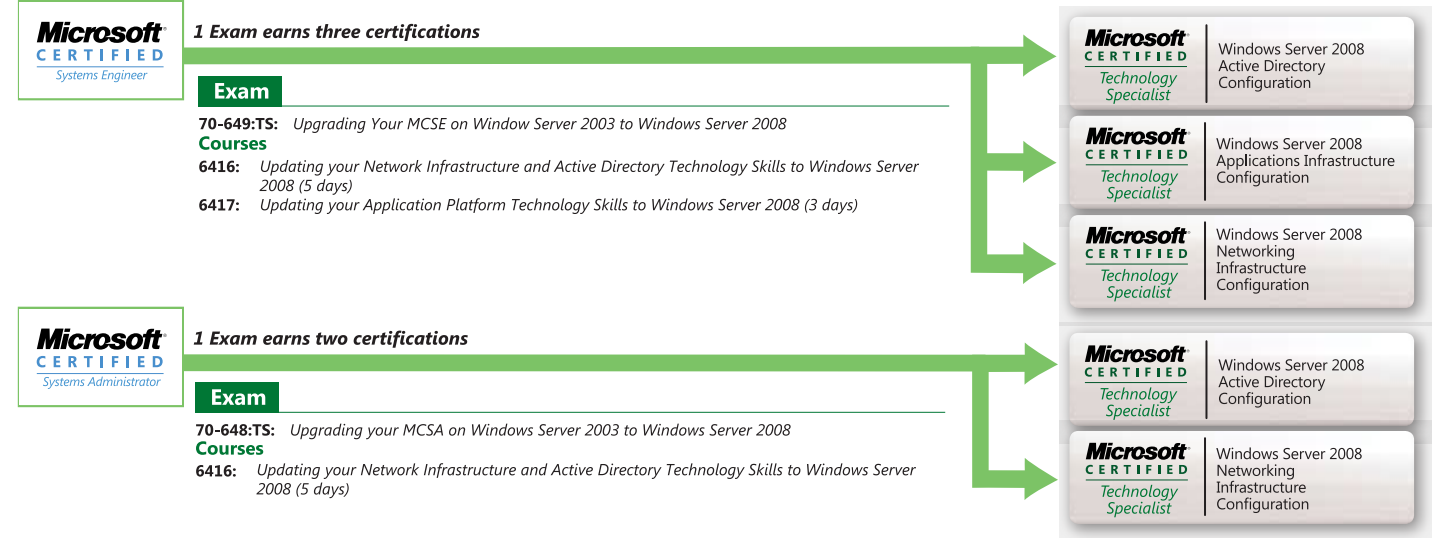 Microsoft®
CERTIFIED
Systems Engineer
1 Exam earns three certifications
Exam
70-649:TS: Upgrading Your MCSE on Window Server 2003 to Windows Server 2008
Courses
6416: Updating your Network Infrastructure and Active Directory Technology Skills to Windows Server
2008 (5 days)
6417: Updating your Application Platform Technology Skills to Windows Server 2008 (3 days)
Microsoft®
CERTIFIED
Technology
Specialist
Windows Server 2008
Active Directory
Configuration
Microsoft®
CERTIFIED
Technology
Specialist
Windows Server 2008
Applications Infrastructure
Configuration
Microsoft®
CERTIFIED
Technology
Specialist
Windows Server 2008
Networking
Infrastructure
Configuration
Microsoft®
CERTIFIED
Systems Administrator
1 Exam earns two certifications
Exam
70-648:TS: Upgrading your MCSA on Windows Server 2003 to Windows Server 2008
Courses
6416: Updating your Network Infrastructure and Active Directory Technology Skills to Windows Server
2008 (5 days)
Microsoft®
CERTIFIED
Technology
Specialist
Windows Server 2008
Active Directory
Configuration
Microsoft®
CERTIFIED
Technology
Specialist
Windows Server 2008
Networking
Infrastructure
Configuration